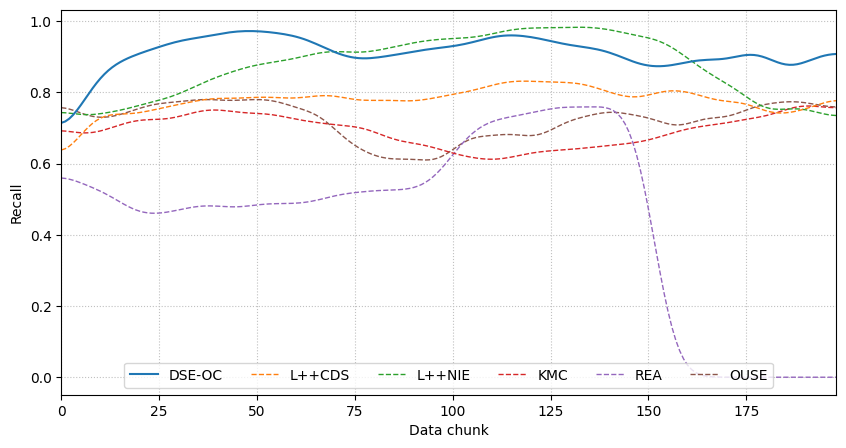 1.0
0.8
0.6
0.4
0.2
0.0
Recall
0
25
50
75
100
125
150
175
Data chunk
DSE-OC
L++CDS
L++NIE
KMC
REA
OUSE